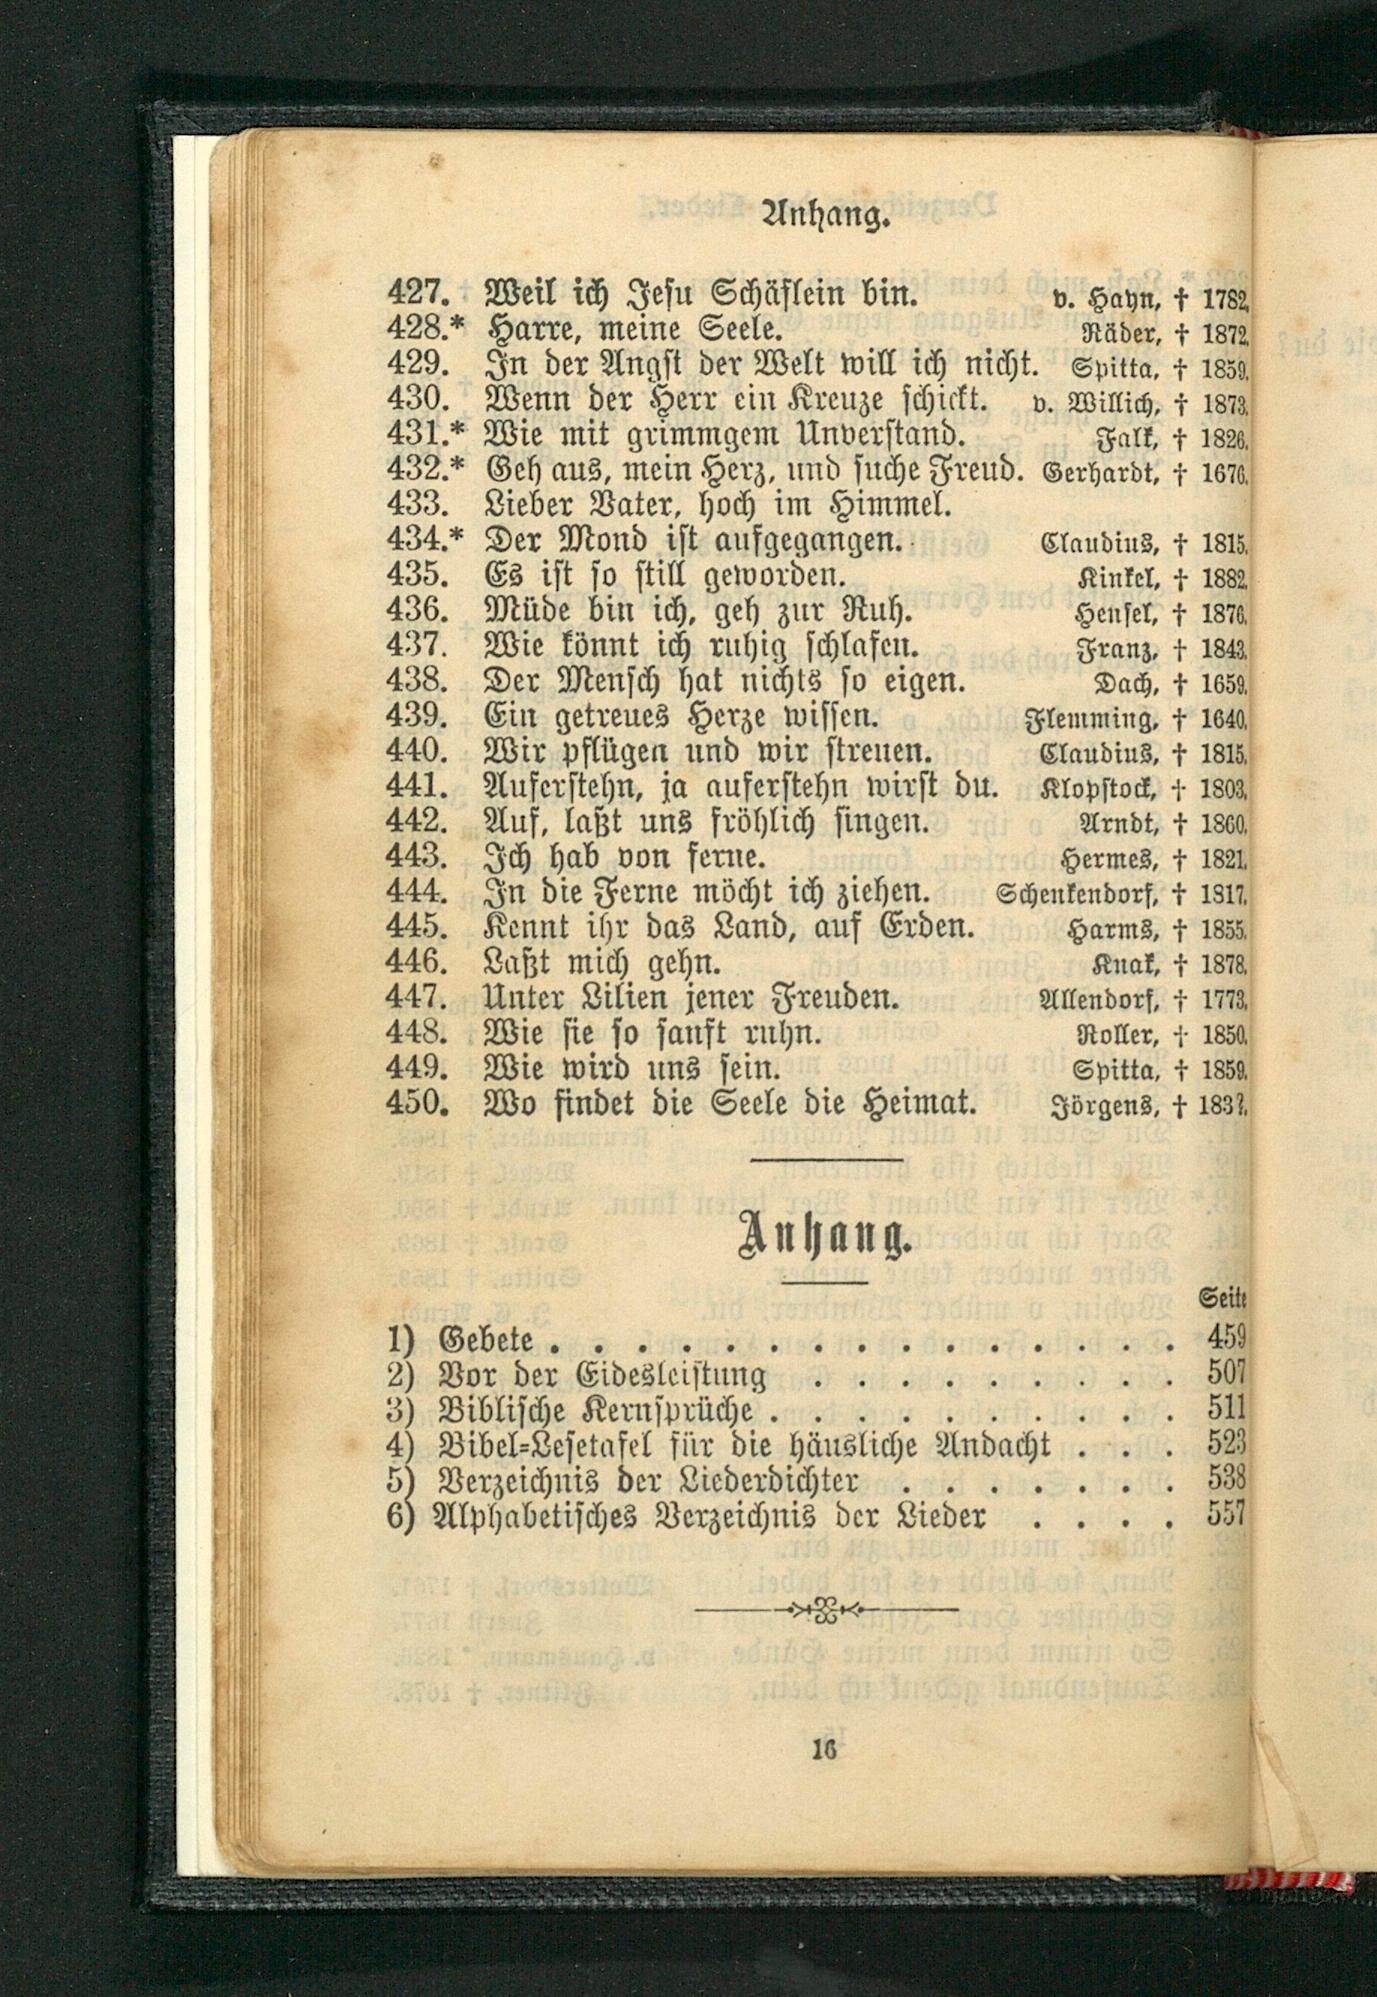 Anhang.
427. Weil ich Jesu Schäflein bin. v. Hayn, † 1782.
428.* Harre, meine Seele. Räder, † 1872.
429. In der Angst der Welt will ich nicht. Spitta, † 1859.
430. Wenn der Herr ein Kreuze schickt. v. Willich, † 1873.
431.* Wie mit grimmgem Unverstand. Falk, † 1826.
432.* Geh aus, mein Herz, und suche Freud. Gerhardt, † 1676.
433. Lieber Vater, hoch im Himmel.
434.* Der Mond ist aufgegangen. Claudius, † 1815.
435. Es ist so still geworden. Kinkel, † 1882.
436. Müde bin ich, geh zur Ruh. Hensel, † 1876.
437. Wie könnt ich ruhig schlafen. Franz, † 1843.
438. Der Mensch hat nichts so eigen. Dach, † 1659.
439. Ein getreues Herze wissen. Flemming, † 1640.
440. Wir pflügen und wir streuen. Claudius, † 1815.
441. Auferstehn, ja auferstehn wirst du. Klopstock, † 1803.
442. Auf, laßt uns fröhlich singen. Arndt, † 1860.
443. Ich hab von ferne. Hermes, † 1821.
444. In die Ferne möcht ich ziehen. Schenkendorf, † 1817.
445. Kennt ihr das Land, auf Erden. Harms, † 1855.
446. Laßt mich gehn. Knak, † 1878.
447. Unter Lilien jener Freuden. Allendorf, † 1773.
448. Wie sie so sanft ruhn. Roller, † 1850.
449. Wie wird uns sein. Spitta, † 1859.
450. Wo findet die Seele die Heimat. Jörgens, † 183?.
Anhang.
Seite
1) Gebete . . . . . . . . . . . . . . . 459
2) Vor der Eidesleistung . . . . . . . . . 507
3) Biblische Kernsprüche . . . . . . . . . . 511
4) Bibel-Lesetafel für die häusliche Andacht . . . 523
5) Verzeichnis der Liederdichter . . . . . . . 538
6) Alphabetisches Verzeichnis der Lieder . . . . 557
16